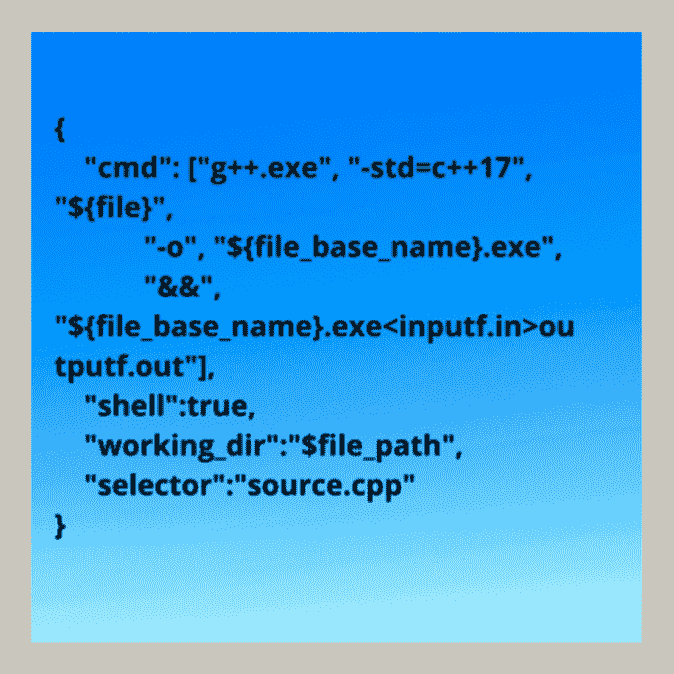 {
"cmd": ["g++.exe", "-std=c++17",
"${file}",
"-o", "${file_base_name}.exe",
"&&",
"${file_base_name}.exe<inputf.in>ou
tputf.out"],
"shell":true,
"working_dir":"$file_path",
"selector":"source.cpp"
}